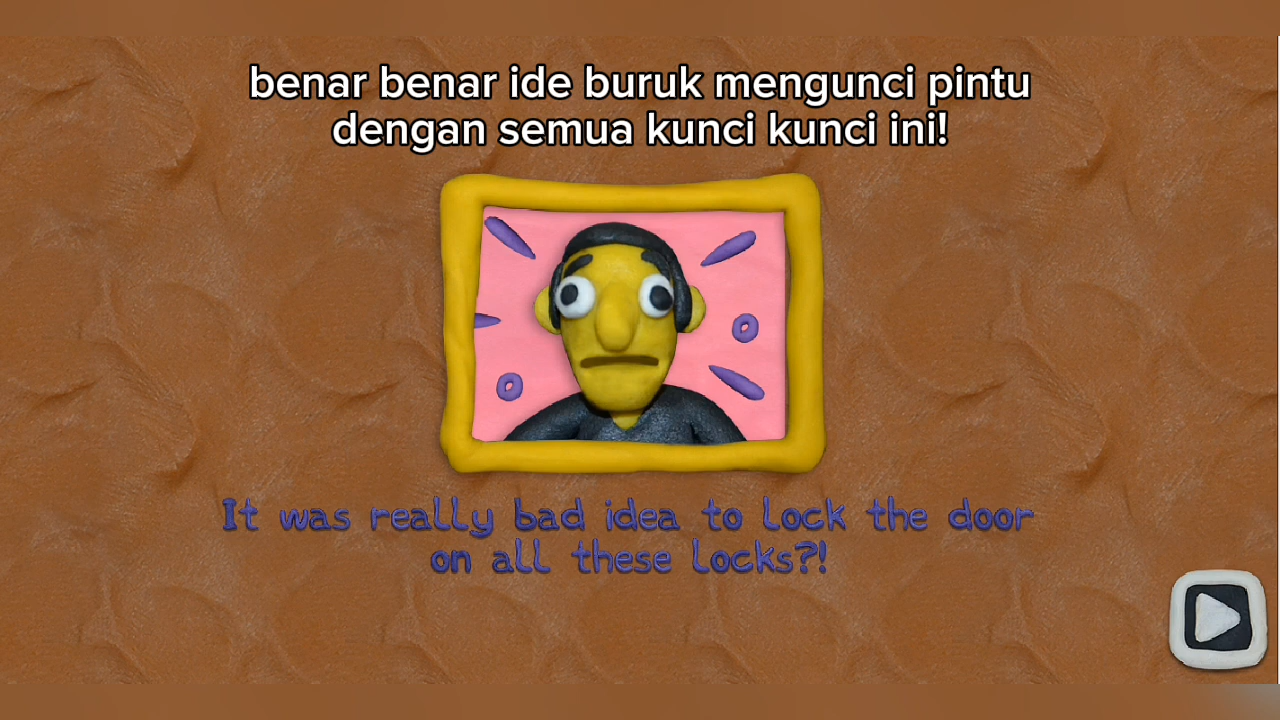 benar benar ide buruk mengunci pintu
dengan semua kunci kunci ini!
It was really bad idea to lock the door
on all these locks?!